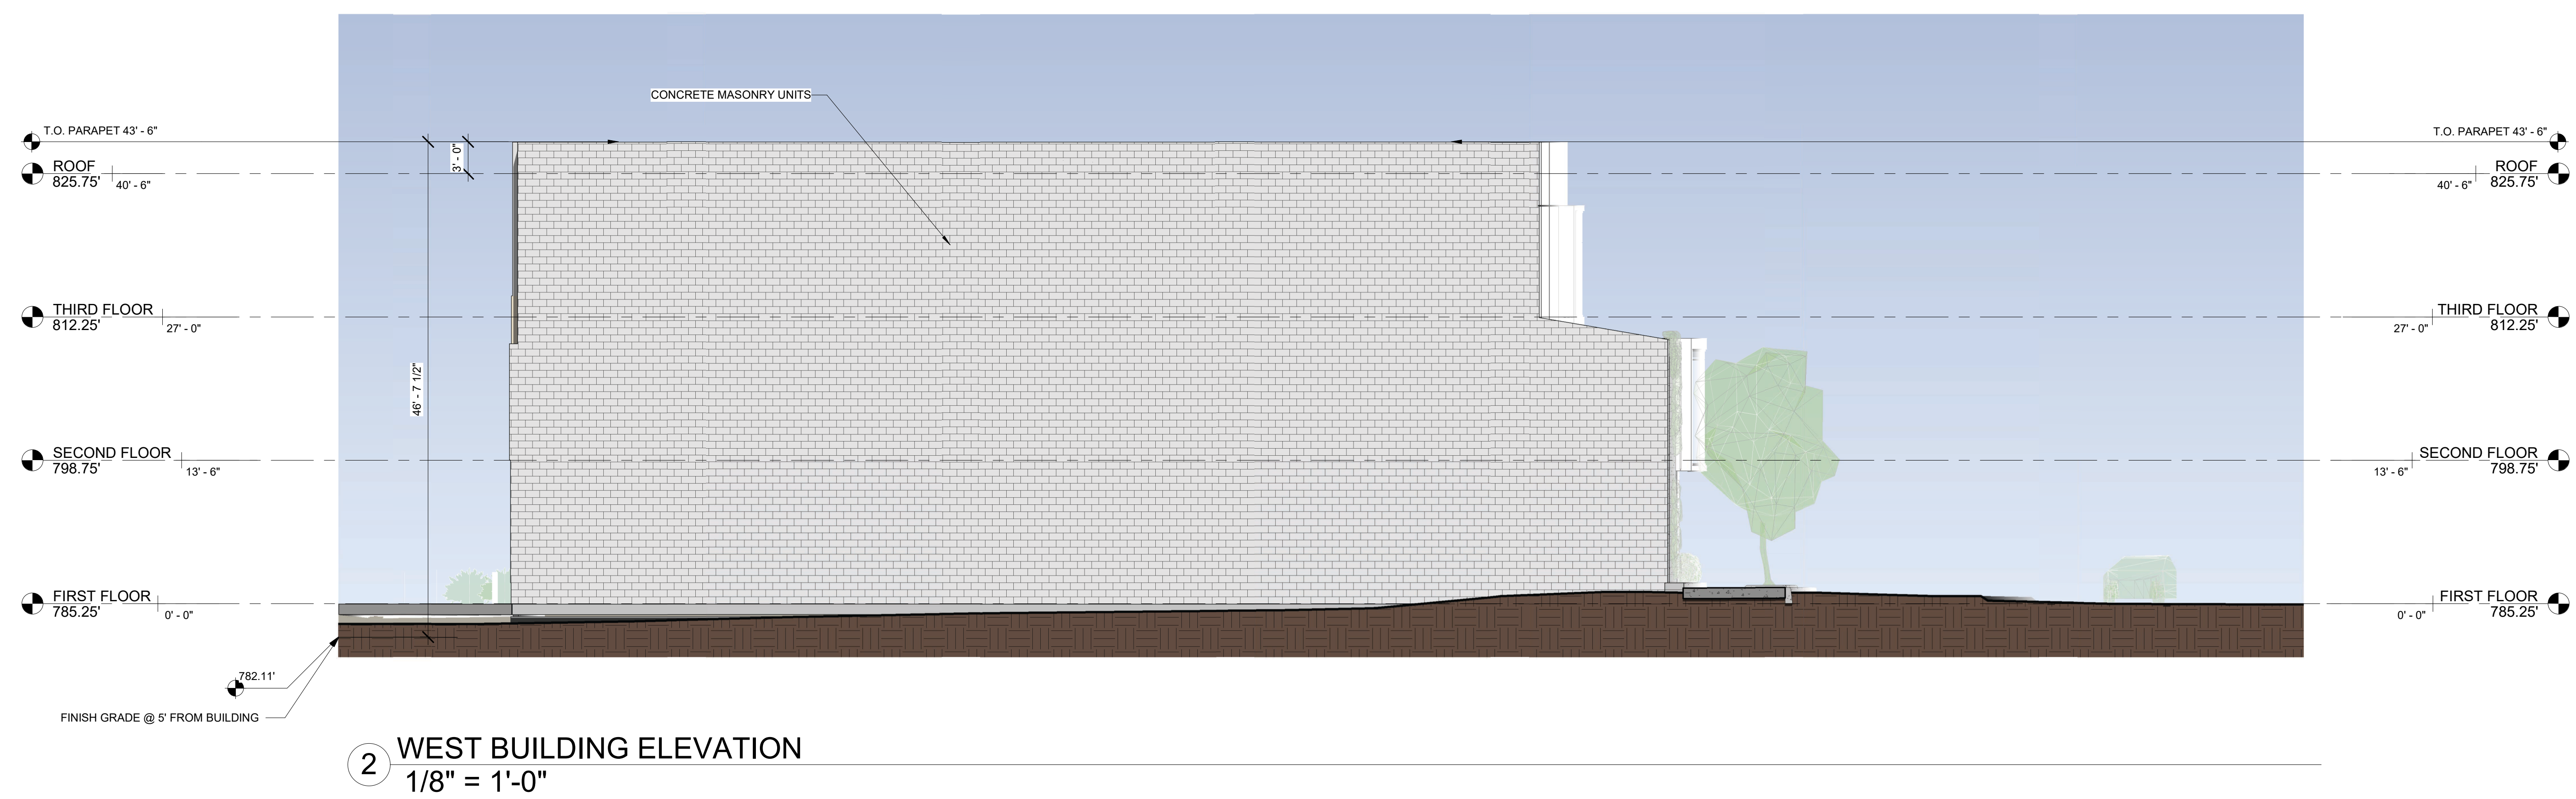 CONCRETE MASONRY UNITS
T.O. PARAPET 43' - 6"
T.O. PARAPET 43' - 6"
3' - 0"
ROOF
825.75'
40' - 6"
ROOF
825.75'
40' - 6"
THIRD FLOOR
812.25'
27' - 0"
THIRD FLOOR
812.25'
27' - 0"
46' - 7 1/2"
SECOND FLOOR
798.75'
13' - 6"
SECOND FLOOR
798.75'
13' - 6"
FIRST FLOOR
785.25'
0' - 0"
FIRST FLOOR
785.25'
0' - 0"
782.11'
FINISH GRADE @ 5' FROM BUILDING
2
WEST BUILDING ELEVATION
1/8" = 1'-0"